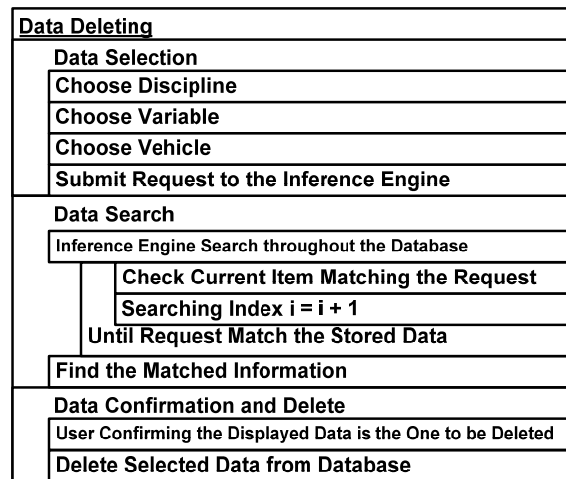 Data Deleting
Data Selection
Choose Discipline
Choose Variable
Choose Vehicle
Submit Request to the Inference Engine
Data Search
Inference Engine Search throughout the Database
Check Current Item Matching the Request
Searching Index i = i + 1
Until Request Match the Stored Data
Find the Matched Information
Data Confirmation and Delete
User Confirming the Displayed Data is the One to be Deleted
Delete Selected Data from Database